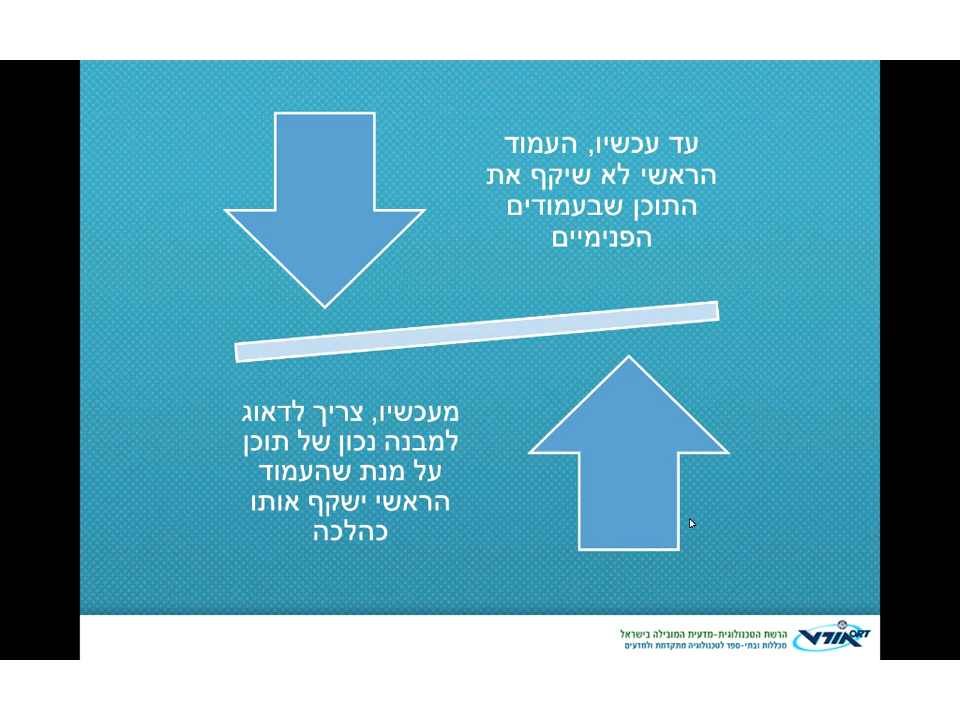 עד עכשיו, העמוד
הראשי לא שיקף את
התוכן שבעמודים
הפנימיים
מעכשיו, צריך לדאוג
למבנה נכון של תוכן
על מנת שהעמוד
הראשי ישקף אותו
כהלכה
הרשת הטכנולוגית-מדעית המובילה בישראל
מכללות ובתי-ספר לטכנולוגיה מתקדמת ולמדעים
אורט ORT